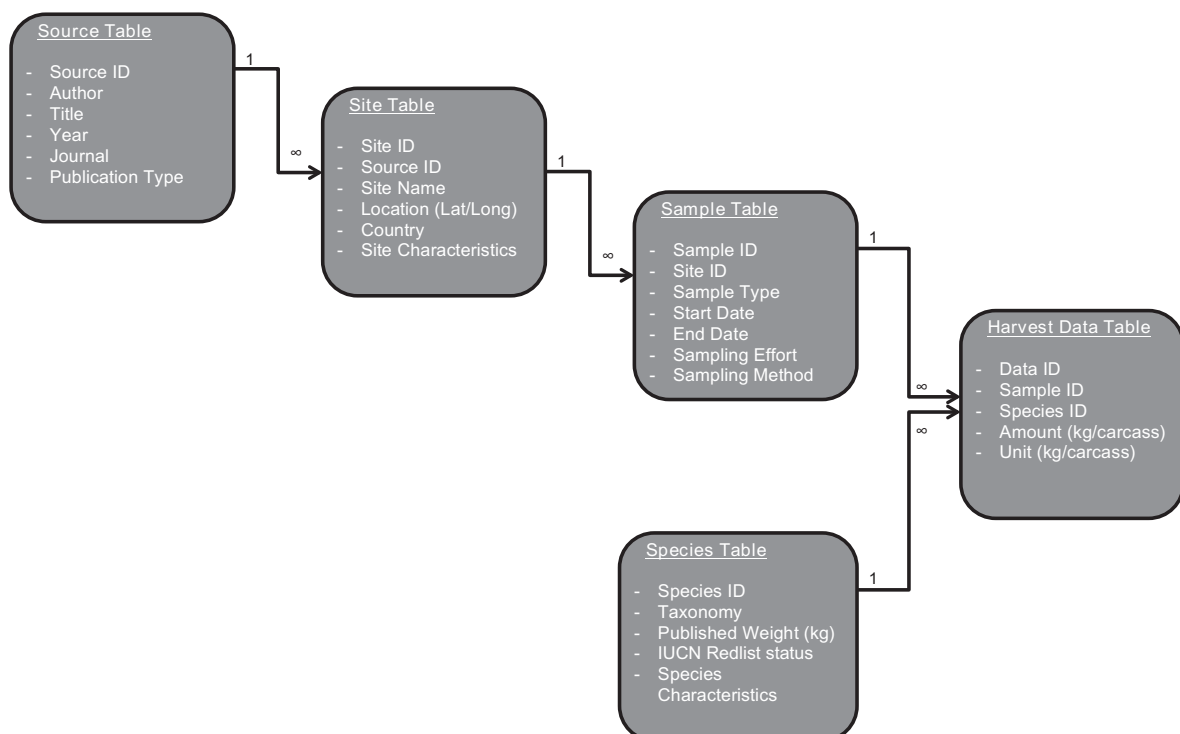 Source Table
- Source ID
- Author
- Title
- Year
- Journal
- Publication Type
1
∞
Site Table
- Site ID
- Source ID
- Site Name
- Location (Lat/Long)
- Country
- Site Characteristics
1
∞
Sample Table
- Sample ID
- Site ID
- Sample Type
- Start Date
- End Date
- Sampling Effort
- Sampling Method
1
∞
Harvest Data Table
- Data ID
- Sample ID
- Species ID
- Amount (kg/carcass)
- Unit (kg/carcass)
∞
1
Species Table
- Species ID
- Taxonomy
- Published Weight (kg)
- IUCN Redlist status
- Species
Characteristics